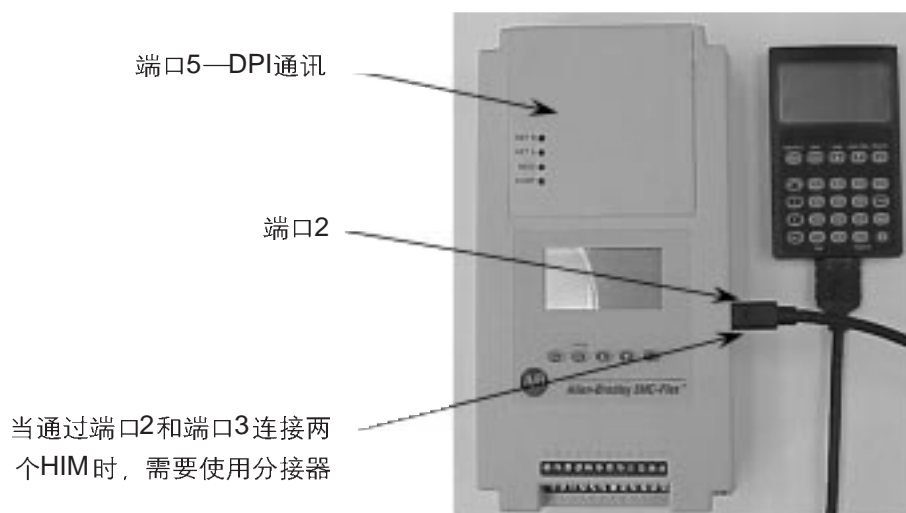 端口5—DPI通讯
端口2
Allen-Bradley SMC-Flex™
当通过端口2和端口3连接两
个HIM时，需要使用分接器